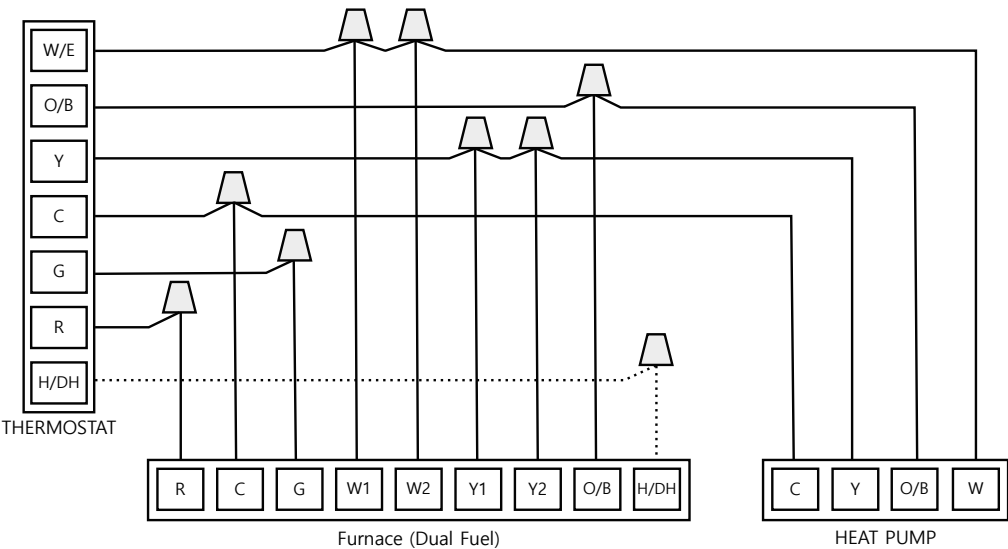 W/E
O/B
Y
C
G
R
H/DH
THERMOSTAT
R C G W1 W2 Y1 Y2 O/B H/DH
Furnace (Dual Fuel)
C Y O/B W
HEAT PUMP